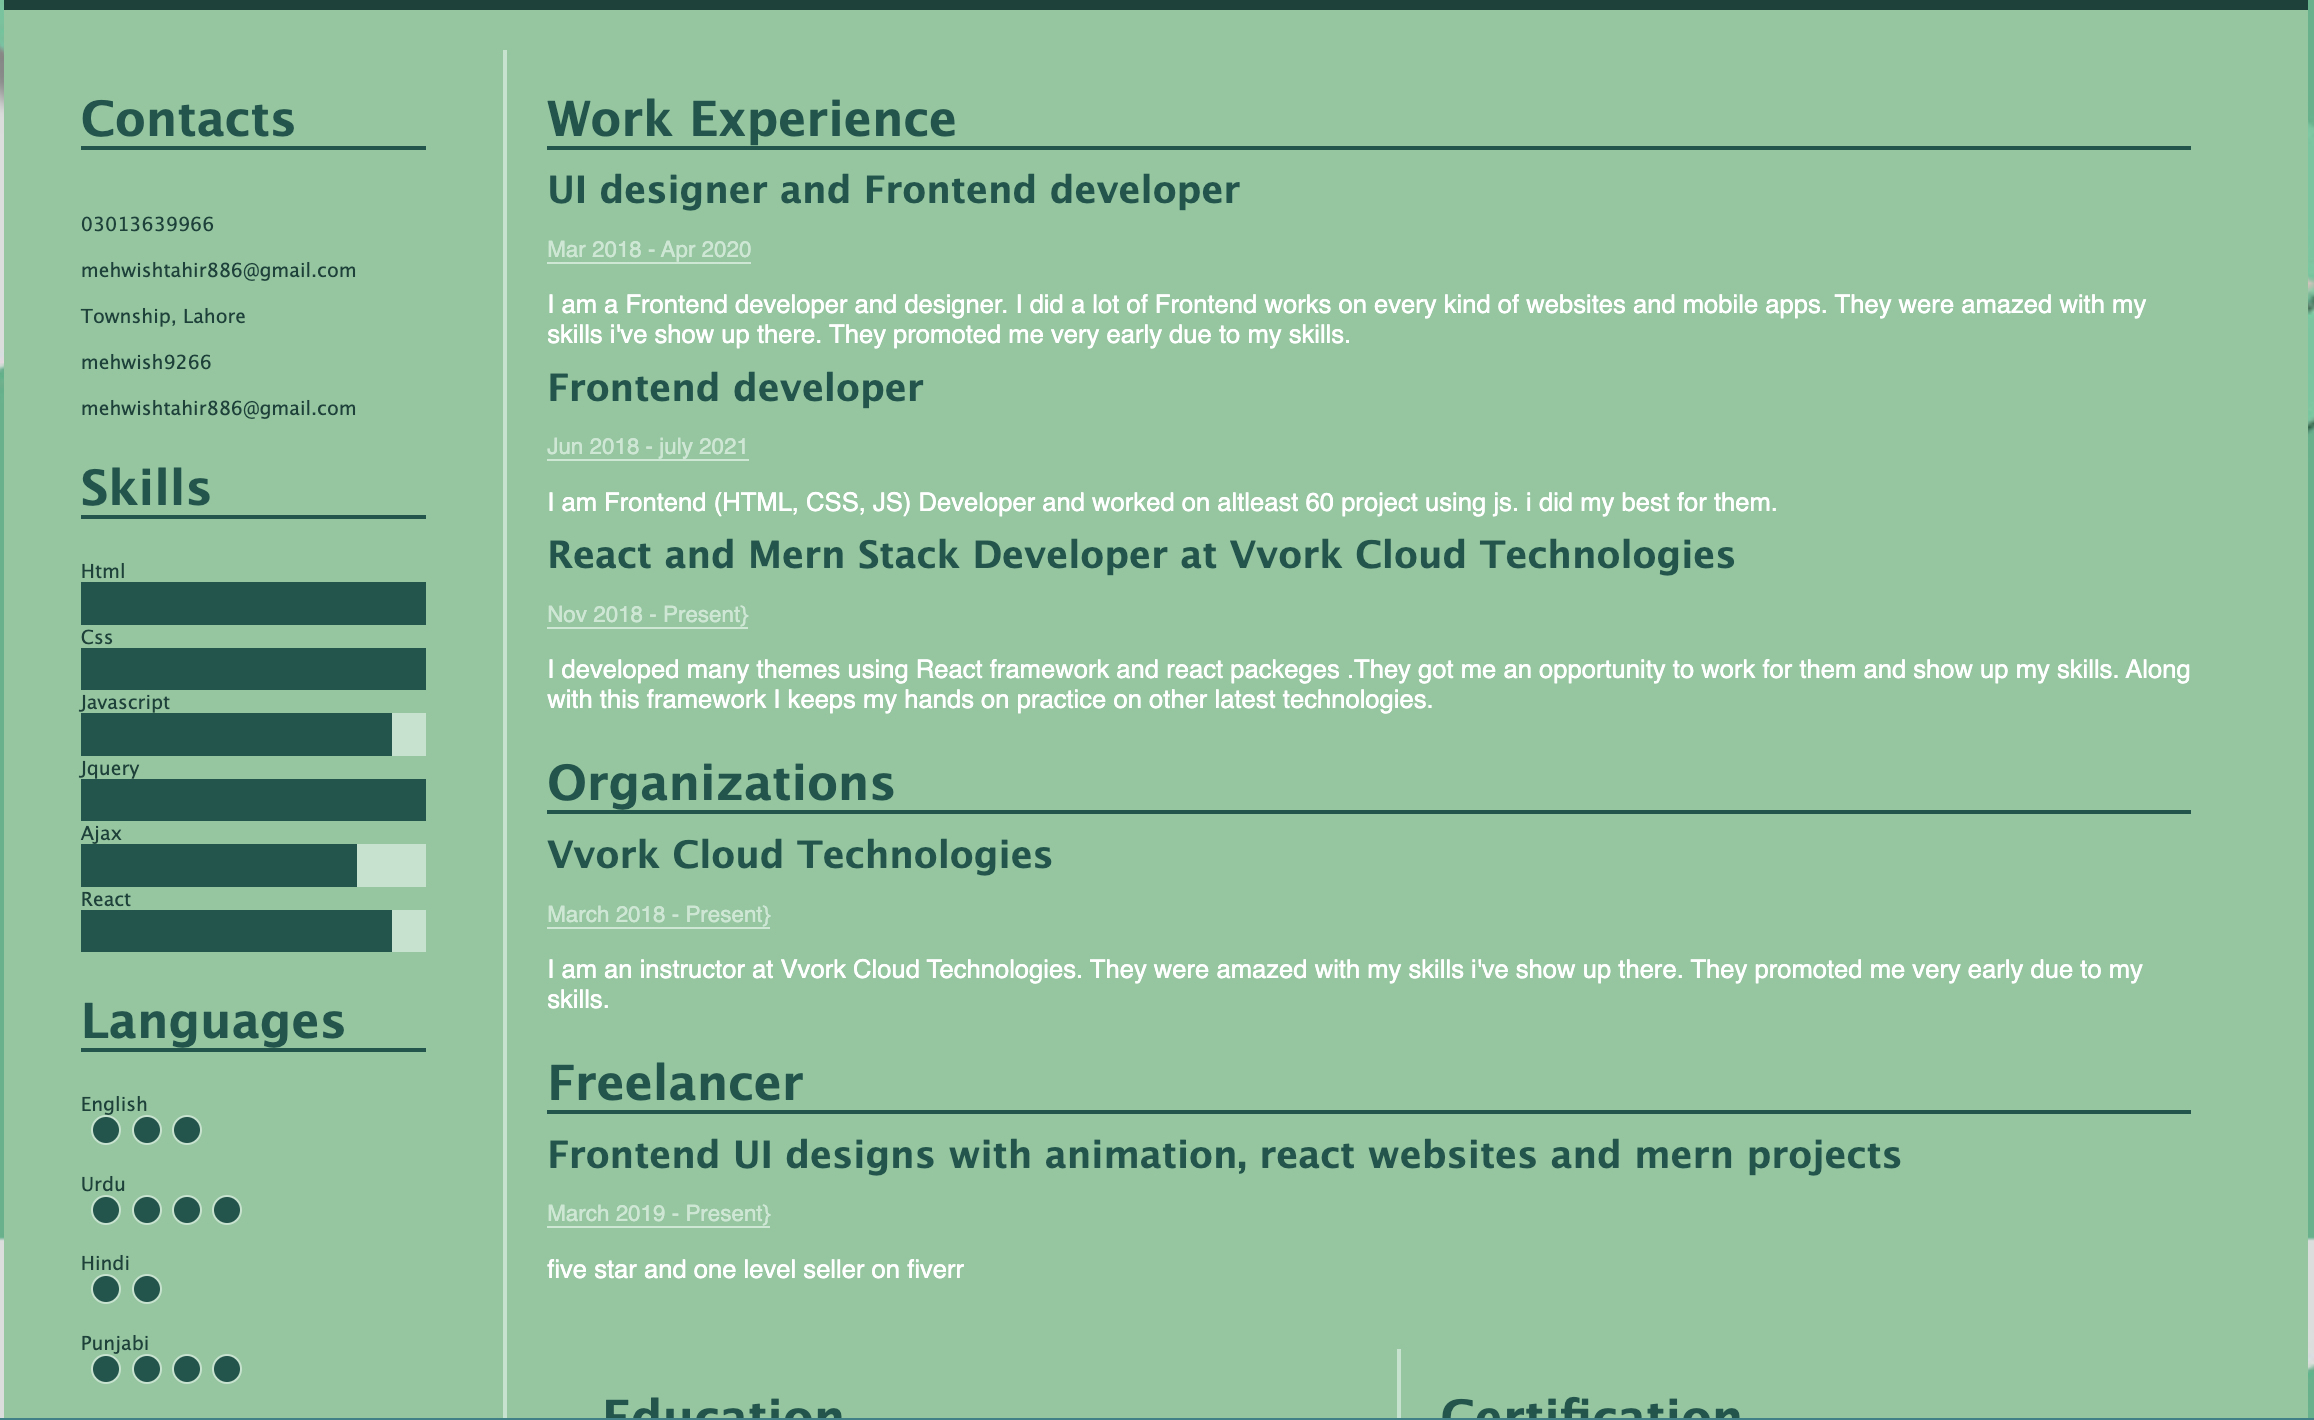 Contacts
03013639966
mehwishtahir886@gmail.com
Township, Lahore
mehwish9266
mehwishtahir886@gmail.com
Skills
Html
Css
Javascript
Jquery
Ajax
React
Languages
English
Urdu
Hindi
Punjabi
Work Experience
UI designer and Frontend developer
Mar 2018 - Apr 2020
I am a Frontend developer and designer. I did a lot of Frontend works on every kind of websites and mobile apps. They were amazed with my
skills i've show up there. They promoted me very early due to my skills.
Frontend developer
Jun 2018 - july 2021
I am Frontend (HTML, CSS, JS) Developer and worked on altleast 60 project using js. i did my best for them.
React and Mern Stack Developer at Vvork Cloud Technologies
Nov 2018 - Present}
I developed many themes using React framework and react packeges .They got me an opportunity to work for them and show up my skills. Along
with this framework I keeps my hands on practice on other latest technologies.
Organizations
Vvork Cloud Technologies
March 2018 - Present}
I am an instructor at Vvork Cloud Technologies. They were amazed with my skills i've show up there. They promoted me very early due to my
skills.
Freelancer
Frontend UI designs with animation, react websites and mern projects
March 2019 - Present}
five star and one level seller on fiverr
Education
Certification